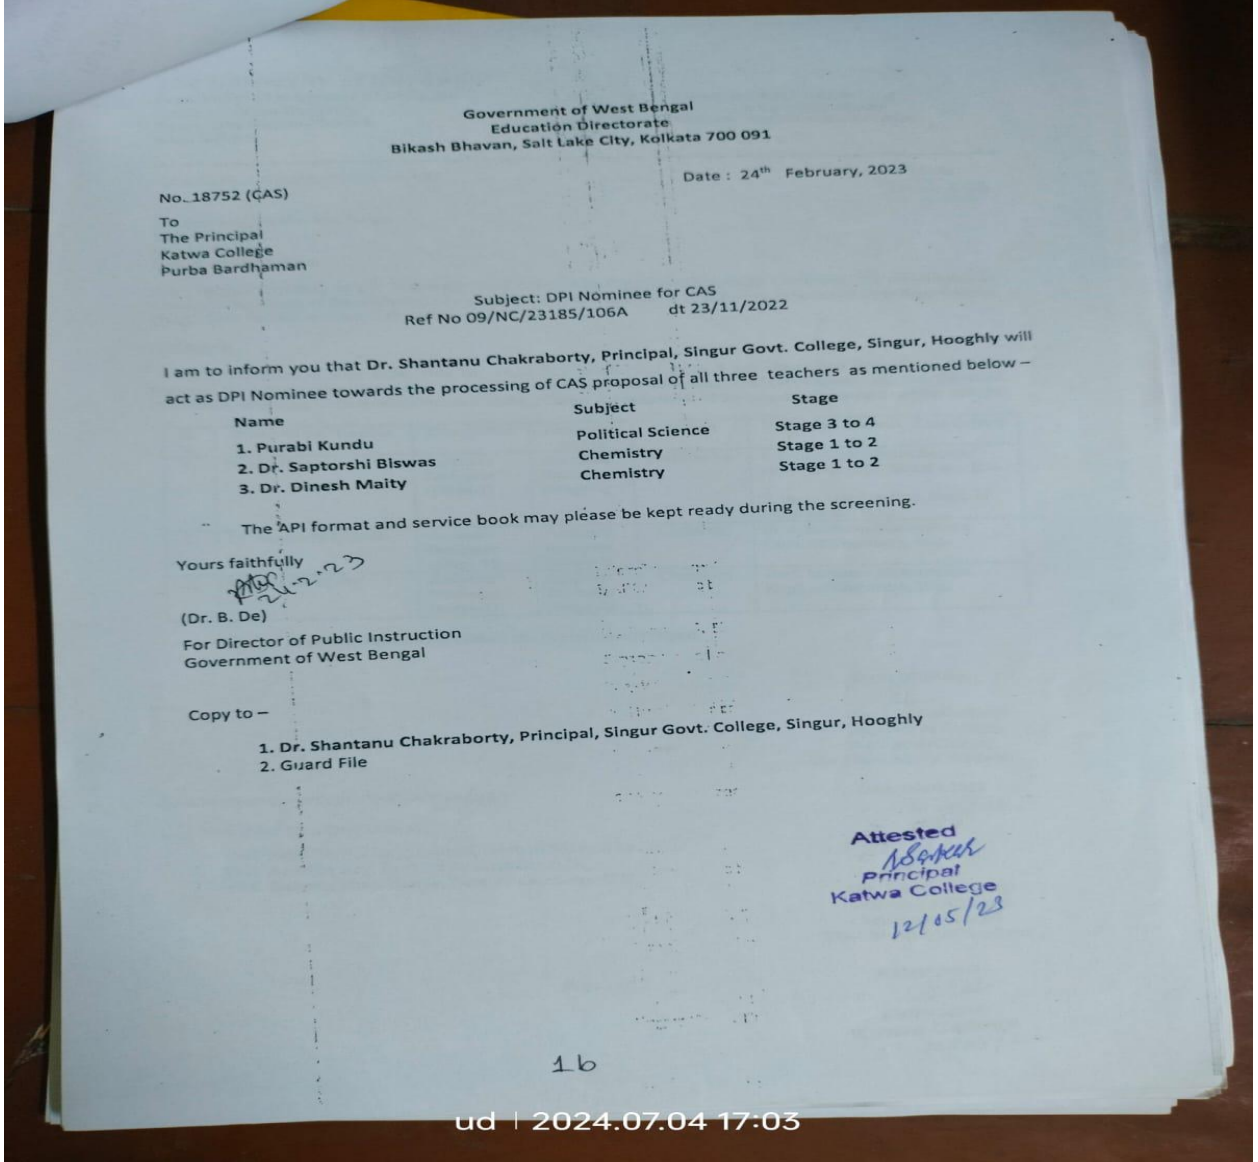 Government of West Bengal
Education Directorate
Bikash Bhavan, Salt Lake City, Kolkata 700 091
Date : 24th February, 2023
No. 18752 (CAS)
To
The Principal
Katwa College
Purba Bardhaman
Subject: DPI Nominee for CAS
Ref No 09/NC/23185/106A dt 23/11/2022
I am to inform you that Dr. Shantanu Chakraborty, Principal, Singur Govt. College, Singur, Hooghly will
act as DPI Nominee towards the processing of CAS proposal of all three teachers as mentioned below –
Name Subject Stage
1. Purabi Kundu Political Science Stage 3 to 4
2. Dr. Saptorshi Biswas Chemistry Stage 1 to 2
3. Dr. Dinesh Maity Chemistry Stage 1 to 2
The API format and service book may please be kept ready during the screening.
Yours faithfully
24.2.23
(Dr. B. De)
For Director of Public Instruction
Government of West Bengal
Copy to –
1. Dr. Shantanu Chakraborty, Principal, Singur Govt. College, Singur, Hooghly
2. Guard File
Attested
Principal
Katwa College
12/05/23
16
ud | 2024.07.04 17:03